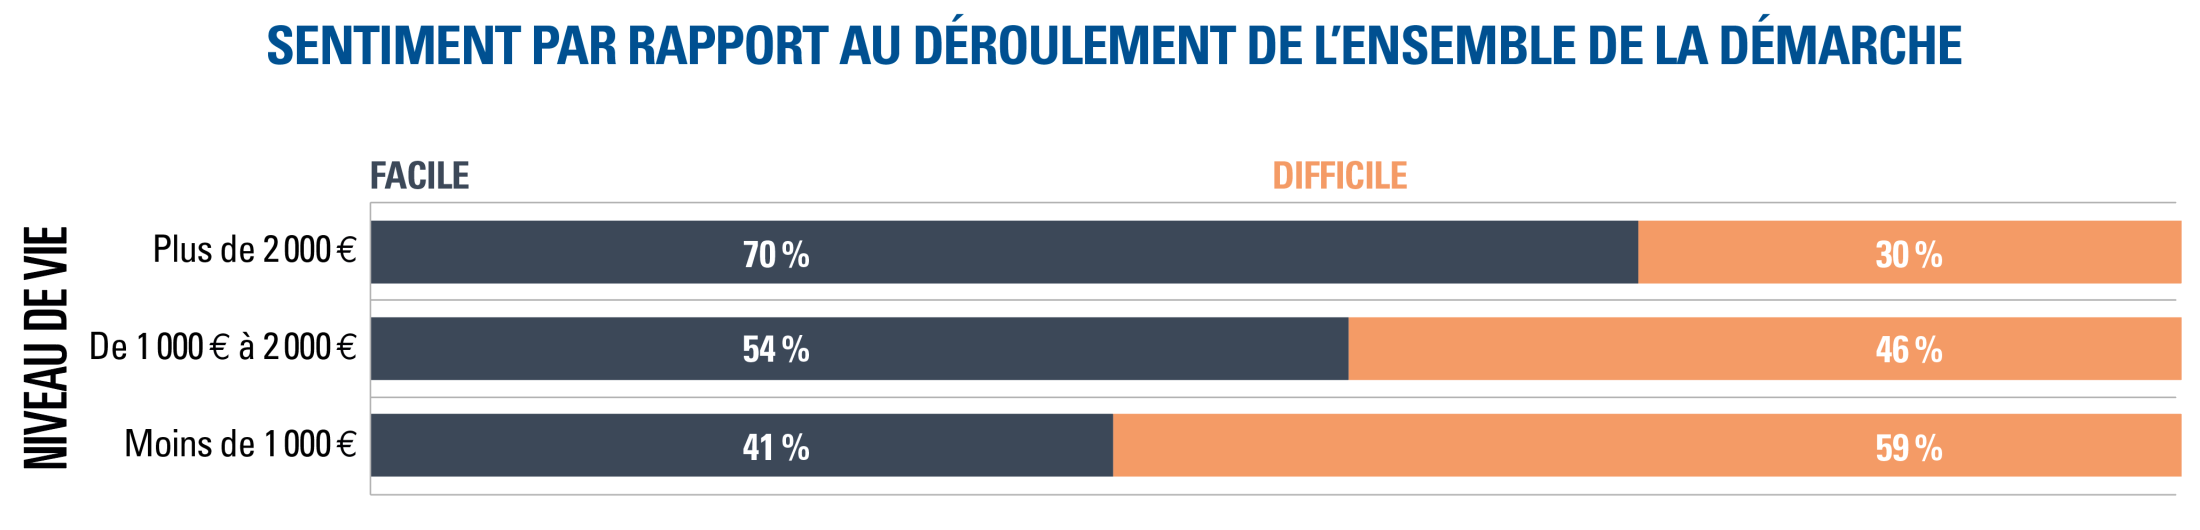 SENTIMENT PAR RAPPORT AU DÉROULEMENT DE L’ENSEMBLE DE LA DÉMARCHE
FACILE DIFFICILE
NIVEAU DE VIE
Plus de 2 000 € 70 % 30 %
De 1 000 € à 2 000 € 54 % 46 %
Moins de 1 000 € 41 % 59 %